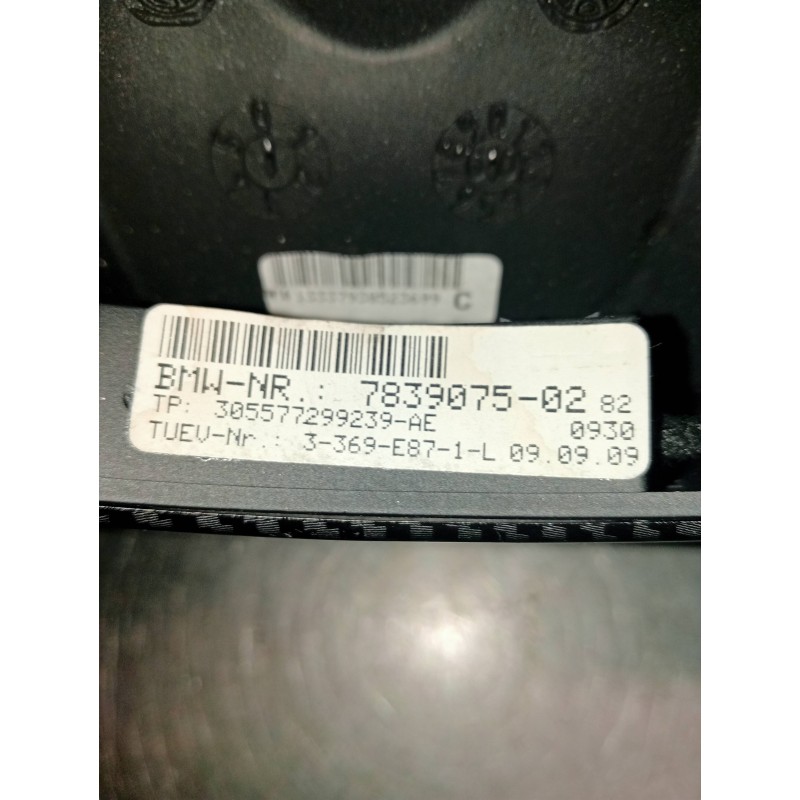 C
BMW-NR.: 7839075-02 82
TP: 305577299239-AE 0930
TUEV-Nr.: 3-369-E87-1-L 09.09.09